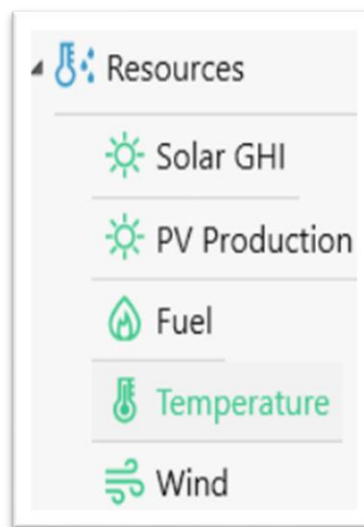 Resources
Solar GHI
PV Production
Fuel
Temperature
Wind